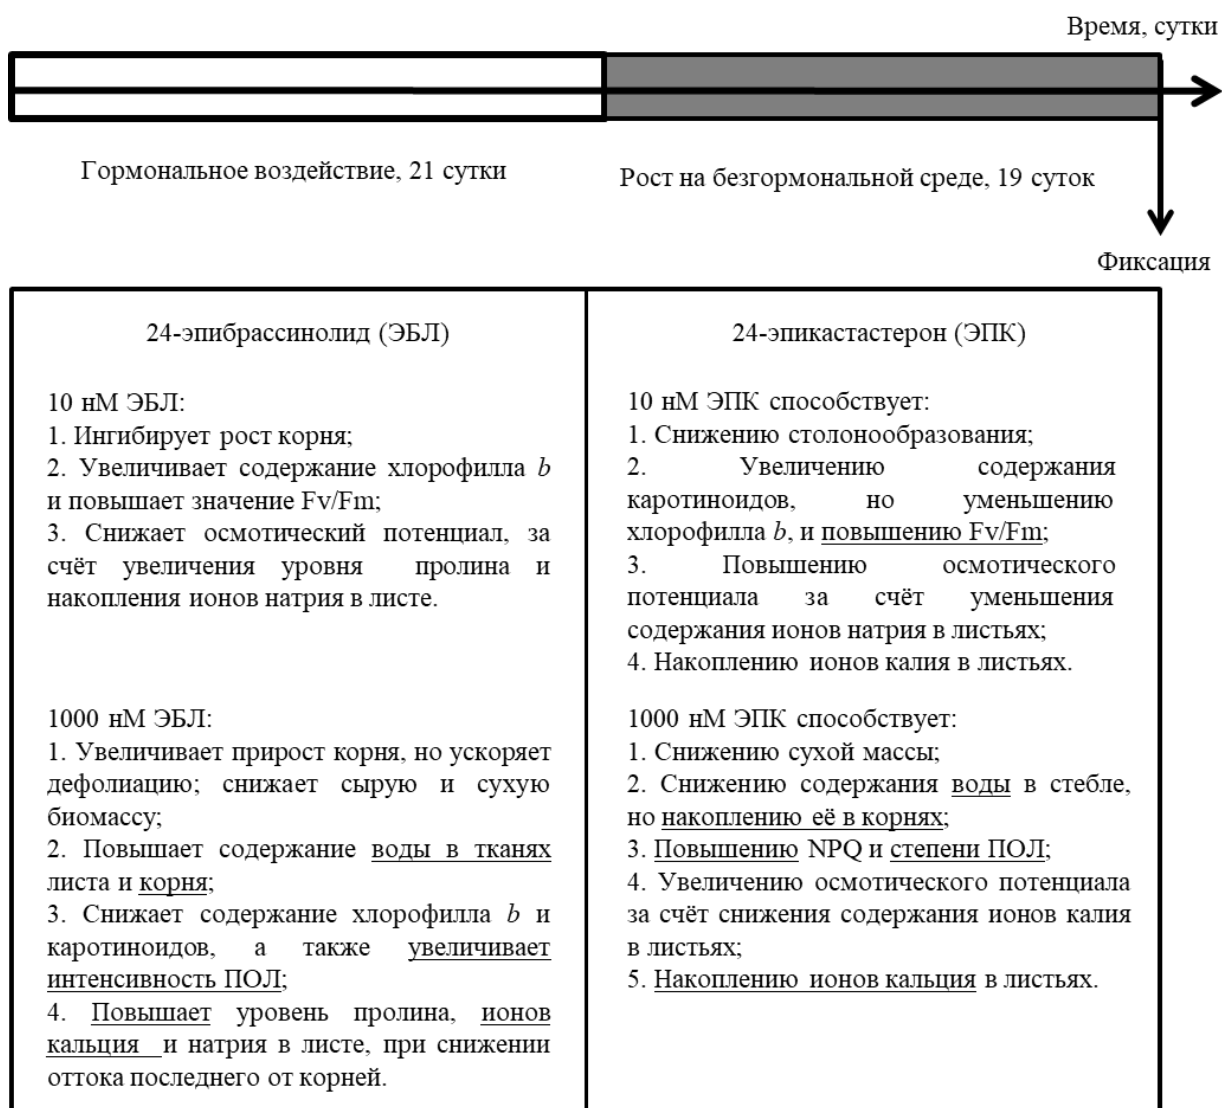 Время, сутки
Гормональное воздействие, 21 сутки
Рост на безгормональной среде, 19 суток
Фиксация
24-эпибрассинолид (ЭБЛ)
10 нМ ЭБЛ:
1. Ингибирует рост корня;
2. Увеличивает содержание хлорофилла b
и повышает значение Fv/Fm;
3. Снижает осмотический потенциал, за
счёт увеличения уровня пролина и
накопления ионов натрия в листе.
1000 нМ ЭБЛ:
1. Увеличивает прирост корня, но ускоряет
дефолиацию; снижает сырую и сухую
биомассу;
2. Повышает содержание воды в тканях
листа и корня;
3. Снижает содержание хлорофилла b и
каротиноидов, а также увеличивает
интенсивность ПОЛ;
4. Повышает уровень пролина, ионов
кальция и натрия в листе, при снижении
оттока последнего от корней.
24-эпикастастерон (ЭПК)
10 нМ ЭПК способствует:
1. Снижению столонообразования;
2. Увеличению содержания
каротиноидов, но уменьшению
хлорофилла b, и повышению Fv/Fm;
3. Повышению осмотического
потенциала за счёт уменьшения
содержания ионов натрия в листьях;
4. Накоплению ионов калия в листьях.
1000 нМ ЭПК способствует:
1. Снижению сухой массы;
2. Снижению содержания воды в стебле,
но накоплению её в корнях;
3. Повышению NPQ и степени ПОЛ;
4. Увеличению осмотического потенциала
за счёт снижения содержания ионов калия
в листьях;
5. Накоплению ионов кальция в листьях.